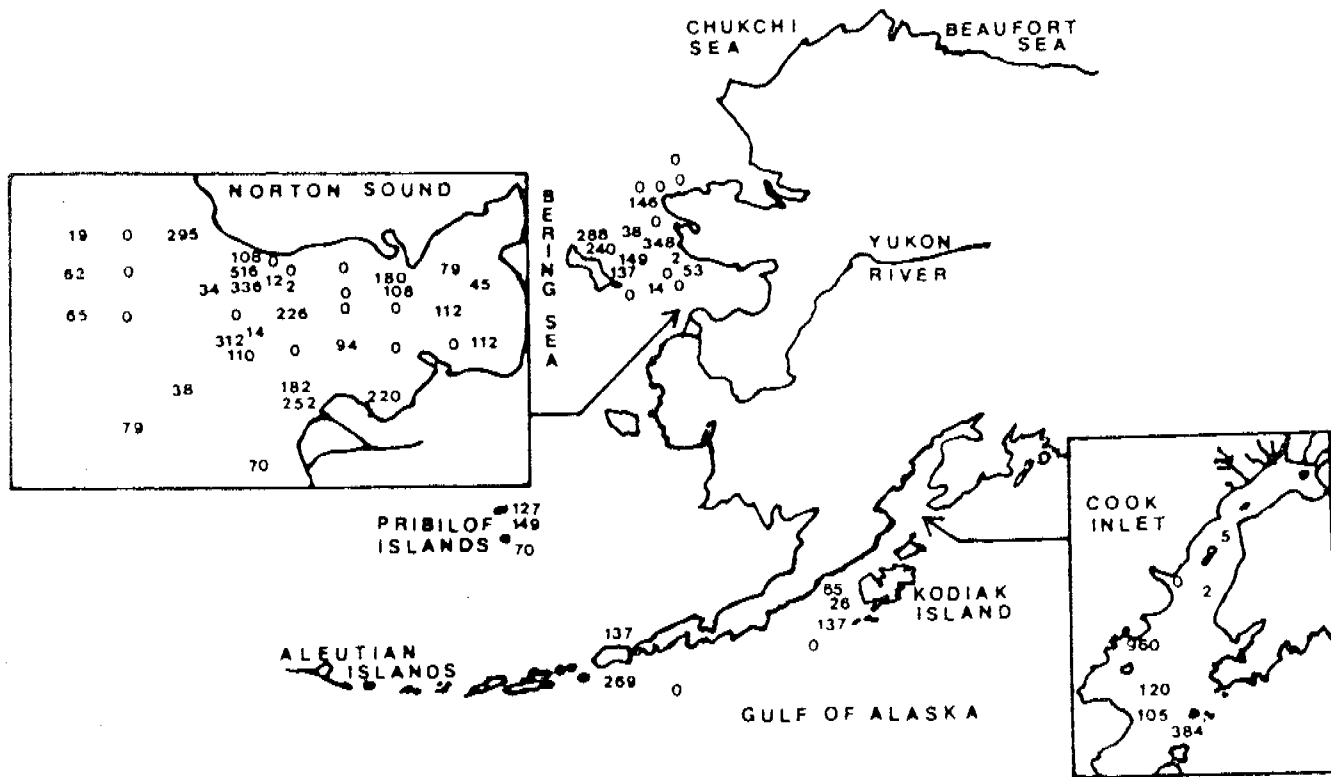 CHUKCHI SEA
BEAUFORT SEA
0
0 0 0
146
0
38
288
240
348
149
2
137
0
53
14
0
0
BERING SEA
YUKON RIVER
NORTON SOUND
19 0 295
108 0
62 0 516 0 0 79
12 2 180
34 336 0 108 45
65 0 0 226 0 0 112
14
312
110 0 94 0 0 112
38 182
252 220
79
70
PRIBILOF ISLANDS
127
149
70
COOK INLET
5
2
960
120
105
384
65
26
137
KODIAK ISLAND
0
137
ALEUTIAN ISLANDS
269
0
GULF OF ALASKA